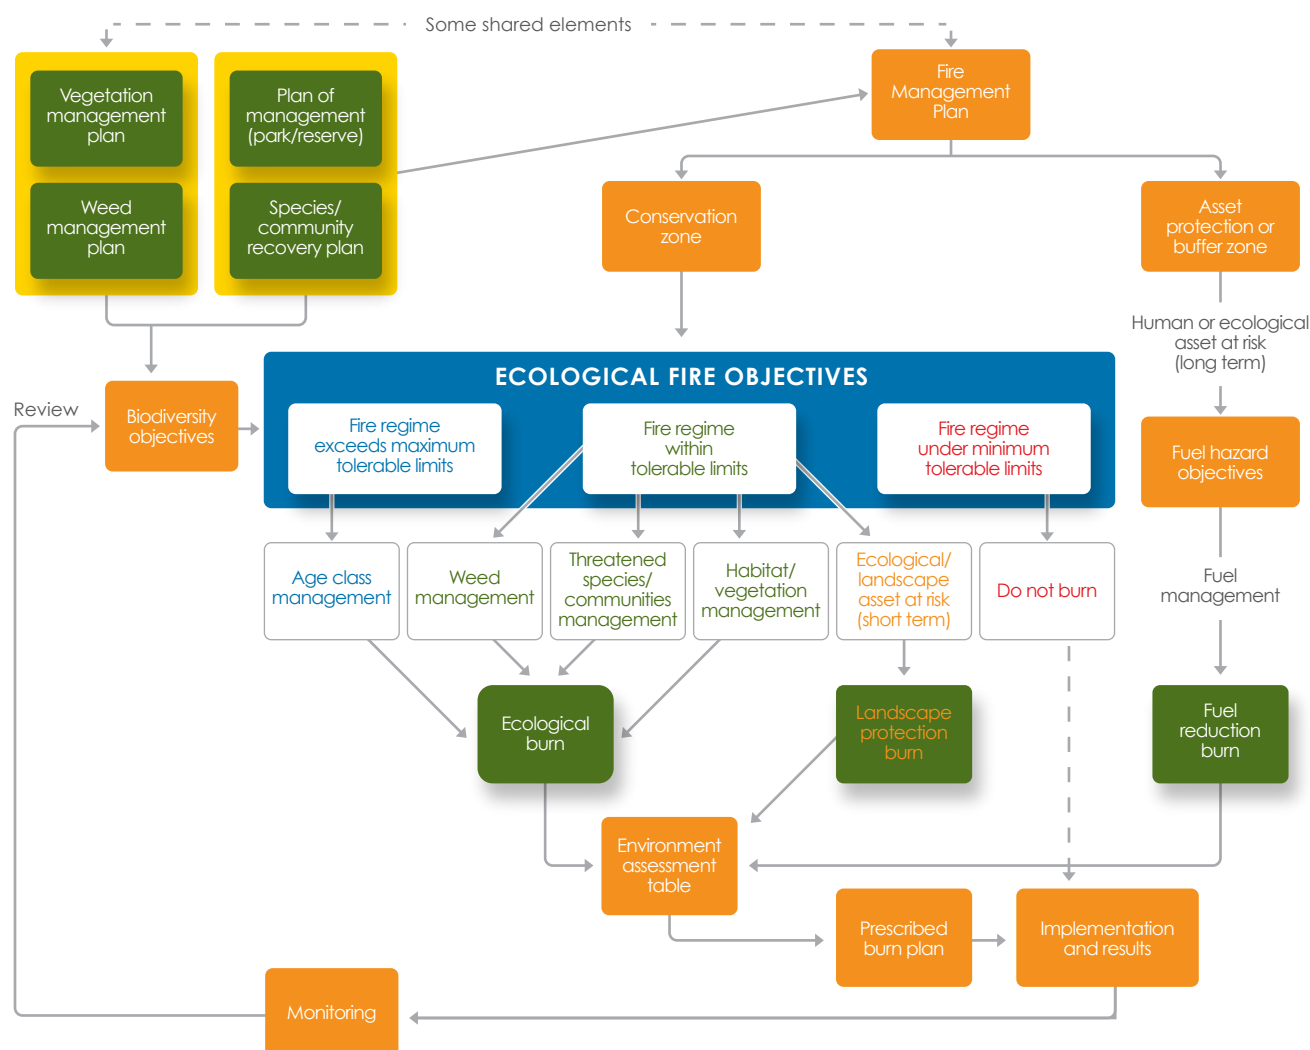 Some shared elements
Vegetation
management
plan
Plan of
management
(park/reserve)
Fire
Management
Plan
Weed
management
plan
Species/
community
recovery plan
Conservation
zone
Asset
protection or
buffer zone
Human or ecological
asset at risk
(long term)
Review
Biodiversity
objectives
ECOLOGICAL FIRE OBJECTIVES
Fire regime
exceeds maximum
tolerable limits
Fire regime
within
tolerable limits
Fire regime
under minimum
tolerable limits
Fuel hazard
objectives
Age class
management
Weed
management
Threatened
species/
communities
management
Habitat/
vegetation
management
Ecological/
landscape
asset at risk
(short term)
Do not burn
Fuel
management
Ecological
burn
Landscape
protection
burn
Fuel
reduction
burn
Environment
assessment
table
Prescribed
burn plan
Implementation
and results
Monitoring